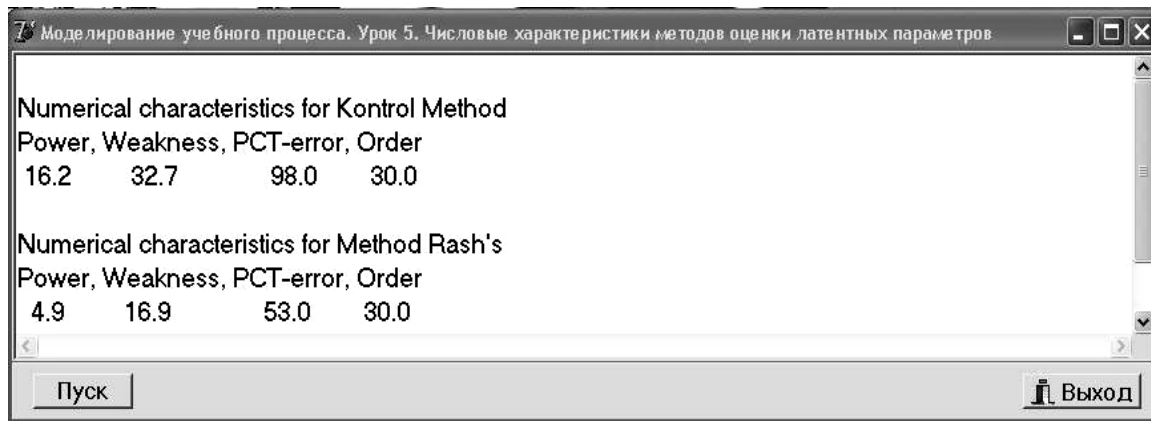 Моделирование учебного процесса. Урок 5. Числовые характеристики методов оценки латентных параметров
Numerical characteristics for Kontrol Method
Power, Weakness, PCT-error, Order
16.2 32.7 98.0 30.0
Numerical characteristics for Method Rash's
Power, Weakness, PCT-error, Order
4.9 16.9 53.0 30.0
Пуск
Выход